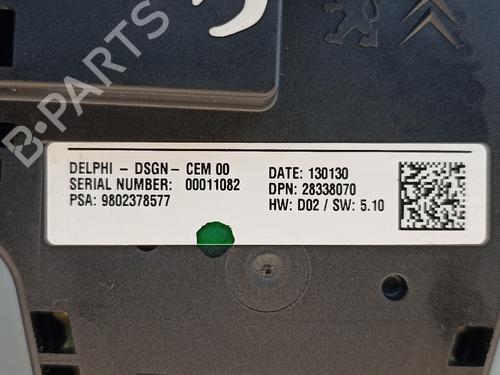 B-PARTS
DELPHI - DSGN - CEM 00
SERIAL NUMBER: 00011082
PSA: 9802378577
DATE: 130130
DPN: 28338070
HW: D02 / SW: 5.10